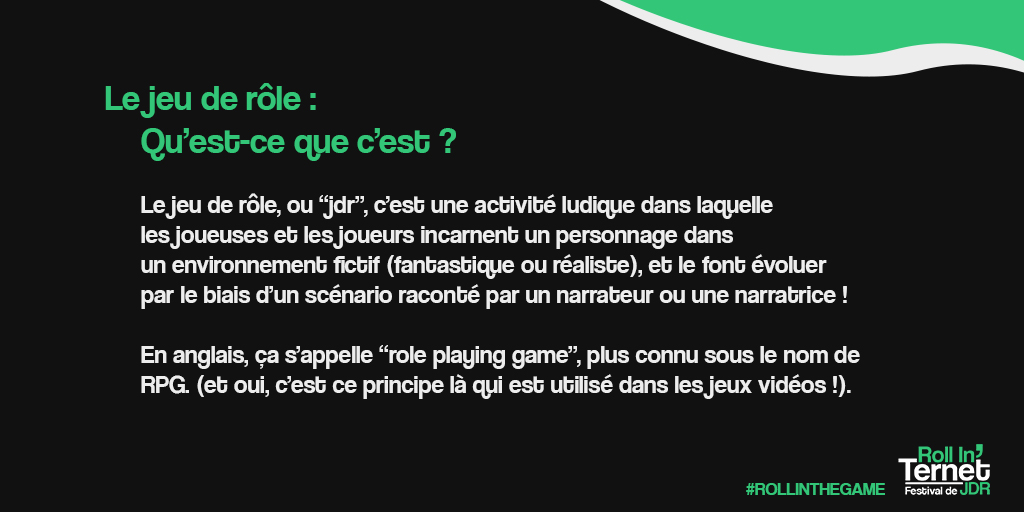 Le jeu de rôle :
Qu’est-ce que c’est ?
Le jeu de rôle, ou “jdr”, c’est une activité ludique dans laquelle
les joueuses et les joueurs incarnent un personnage dans
un environnement fictif (fantastique ou réaliste), et le font évoluer
par le biais d’un scénario raconté par un narrateur ou une narratrice !
En anglais, ça s’appelle “role playing game”, plus connu sous le nom de
RPG. (et oui, c’est ce principe là qui est utilisé dans les jeux vidéos !).
#ROLLINTHEGAME
Roll In’
Ternet
Festival de JDR